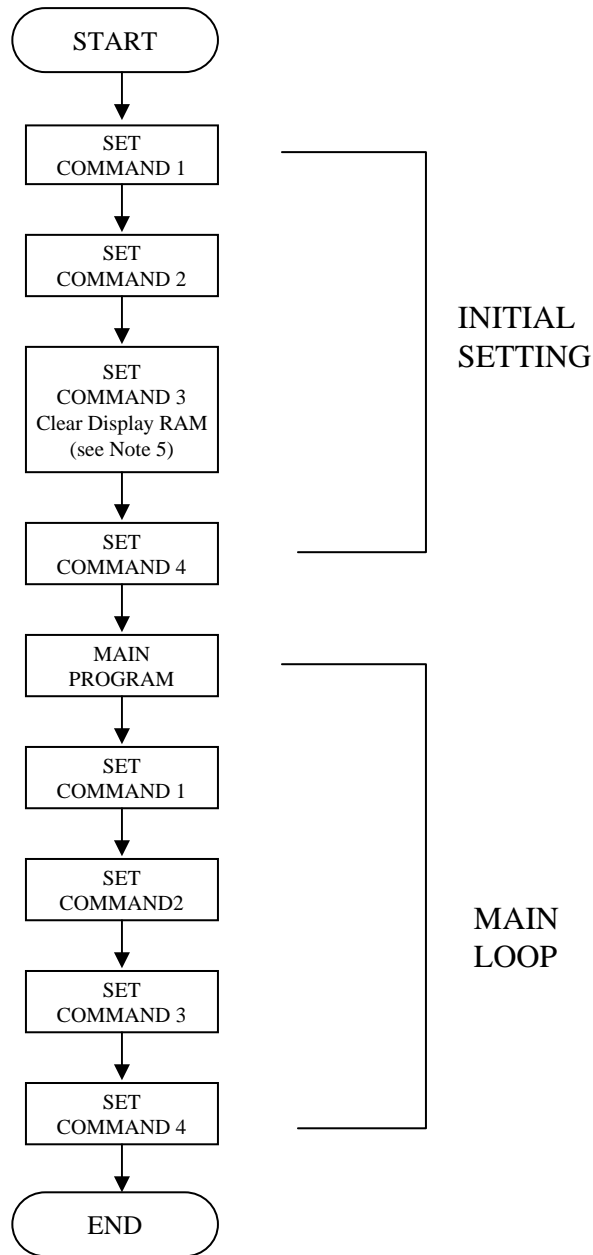 START
SET
COMMAND 1
SET
COMMAND 2
SET
COMMAND 3
Clear Display RAM
(see Note 5)
SET
COMMAND 4
INITIAL
SETTING
MAIN
PROGRAM
SET
COMMAND 1
SET
COMMAND2
SET
COMMAND 3
SET
COMMAND 4
MAIN
LOOP
END